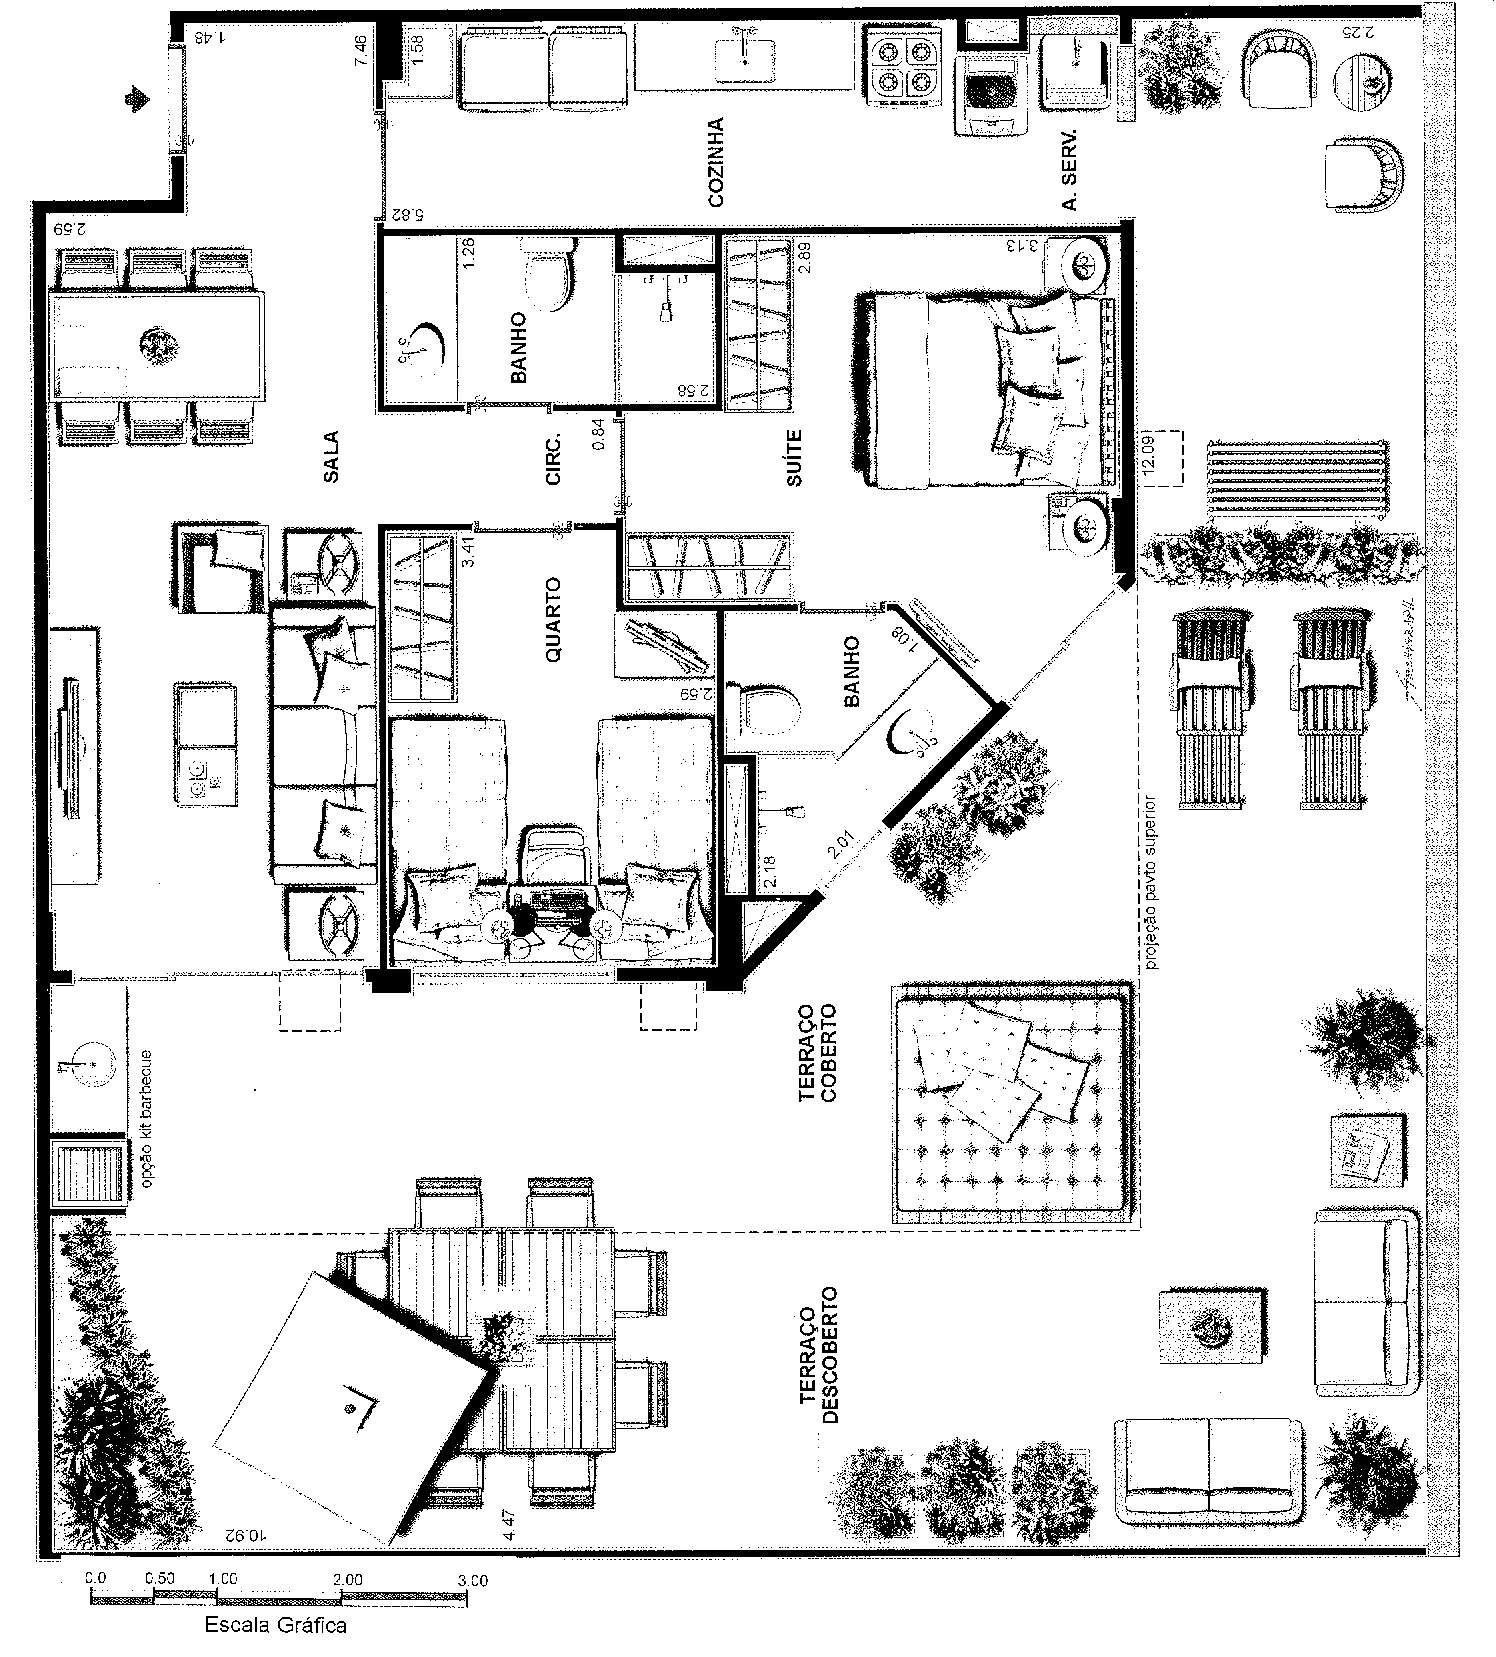 1.48
7.46
1.58
2.25
COZINHA
A. SERV.
5.82
2.59
1.28
2.89
3.13
BANHO
2.58
SALA
CIRC.
0.84
SUÍTE
12.09
3.41
QUARTO
1.08
BANHO
2.59
2.01
2.18
projeção pavto superior
TERRAÇO
COBERTO
opção kit barbecue
TERRAÇO
DESCOBERTO
10.92
4.47
0.0 0.50 1.00 2.00 3.00
Escala Gráfica